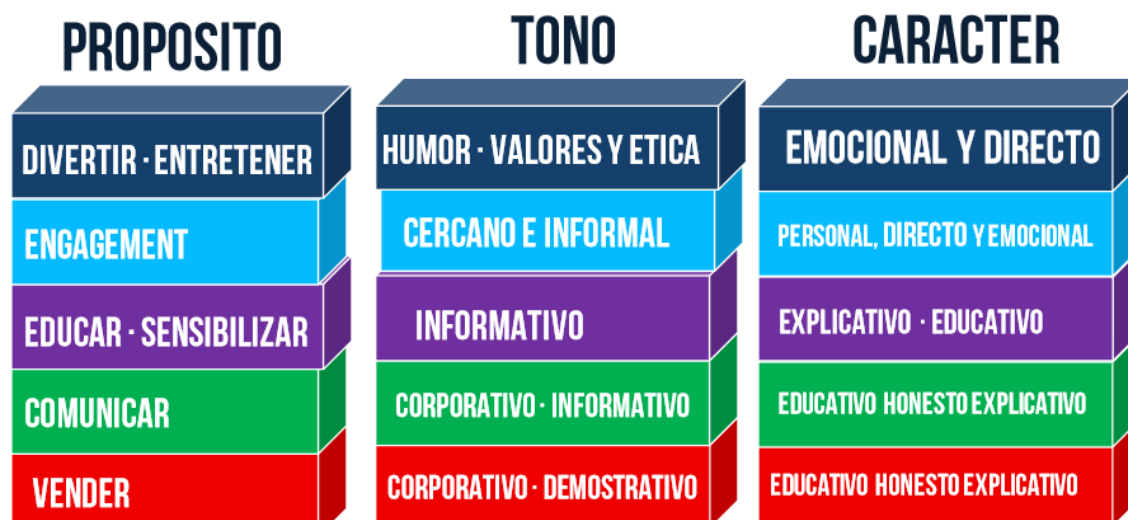 PROPOSITO
DIVERTIR · ENTRETENER
ENGAGEMENT
EDUCAR · SENSIBILIZAR
COMUNICAR
VENDER
TONO
HUMOR · VALORES Y ETICA
CERCANO E INFORMAL
INFORMATIVO
CORPORATIVO · INFORMATIVO
CORPORATIVO · DEMOSTRATIVO
CARACTER
EMOCIONAL Y DIRECTO
PERSONAL, DIRECTO Y EMOCIONAL
EXPLICATIVO · EDUCATIVO
EDUCATIVO HONESTO EXPLICATIVO
EDUCATIVO HONESTO EXPLICATIVO